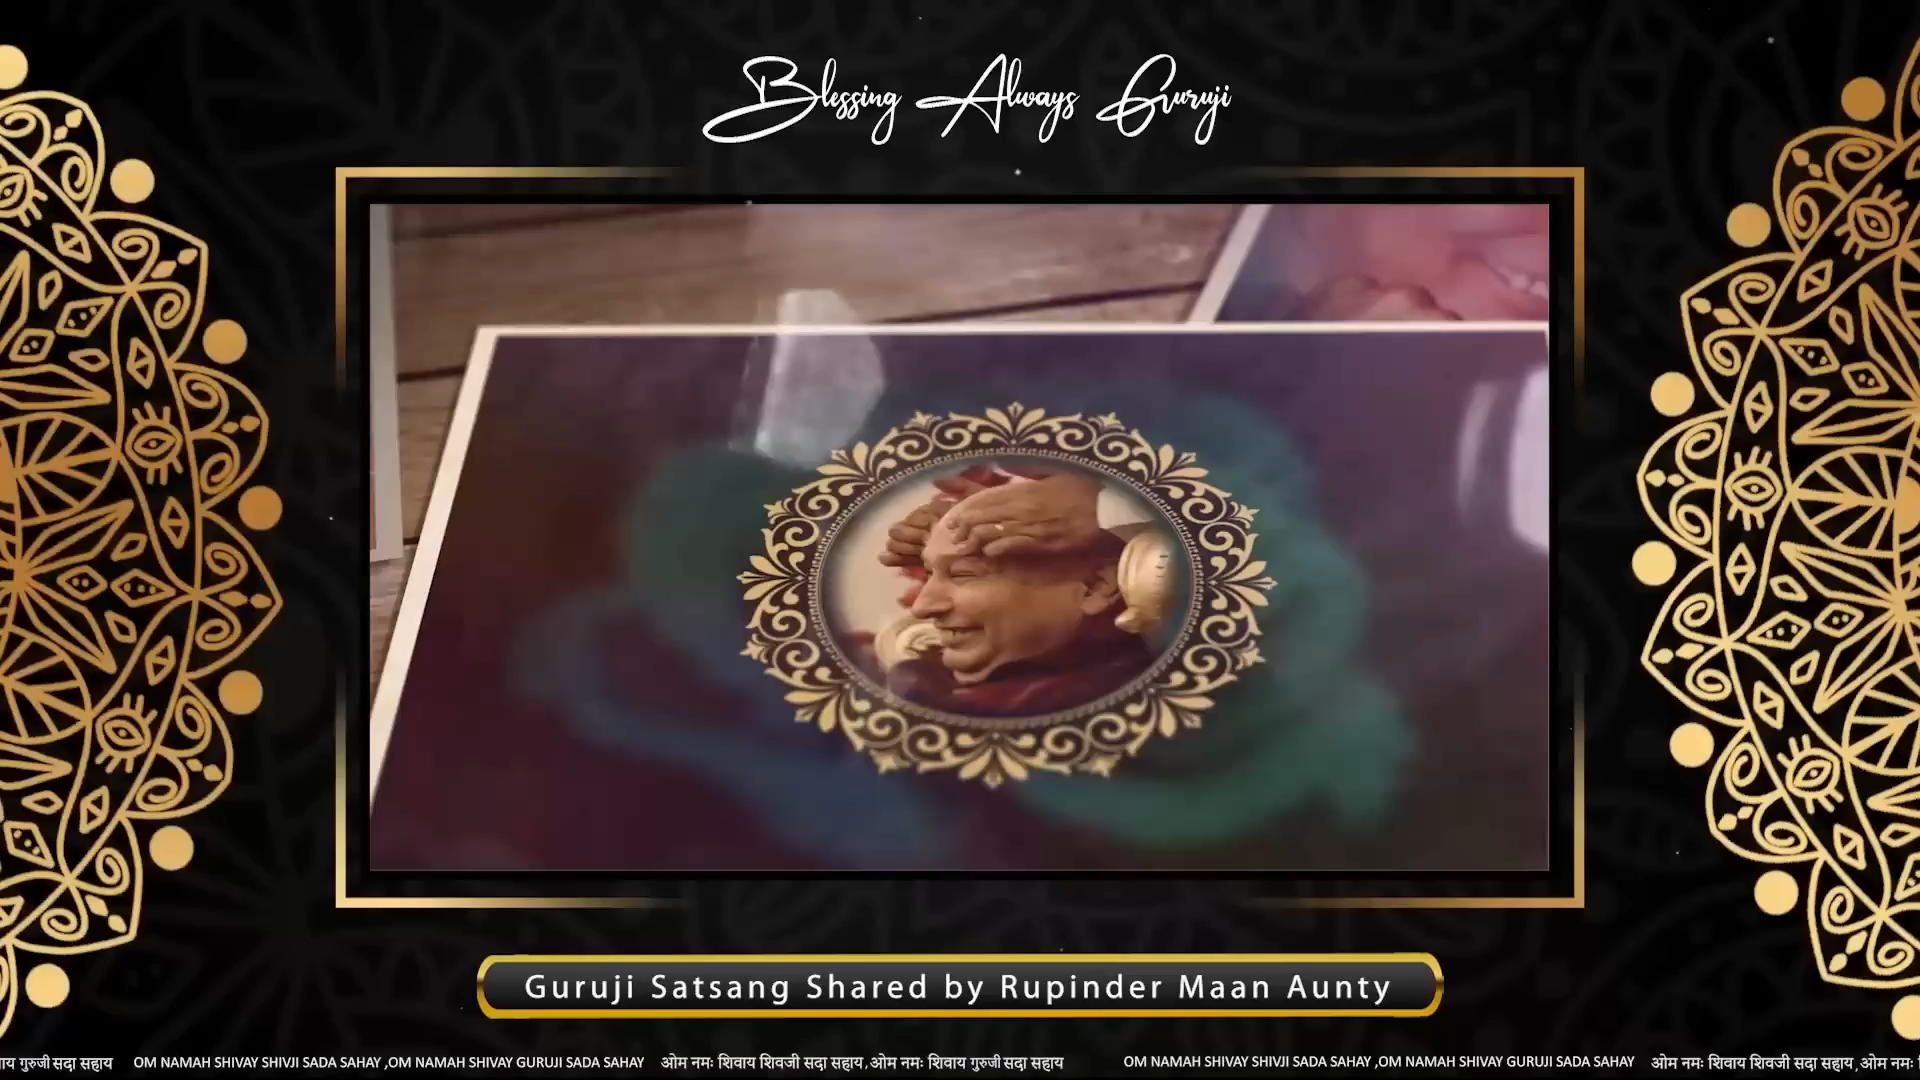 Blessing Always Guruji
Guruji Satsang Shared by Rupinder Maan Aunty
गुरुजी सदा सहाय OM NAMAH SHIVAY SHIVJI SADA SAHAY ,OM NAMAH SHIVAY GURUJI SADA SAHAY ओम नमः शिवाय शिवजी सदा सहाय, ओम नमः शिवाय गुरुजी सदा सहाय OM NAMAH SHIVAY SHIVJI SADA SAHAY ,OM NAMAH SHIVAY GURUJI SADA SAHAY ओम नमः शिवाय शिवजी सदा सहाय, ओम नमः